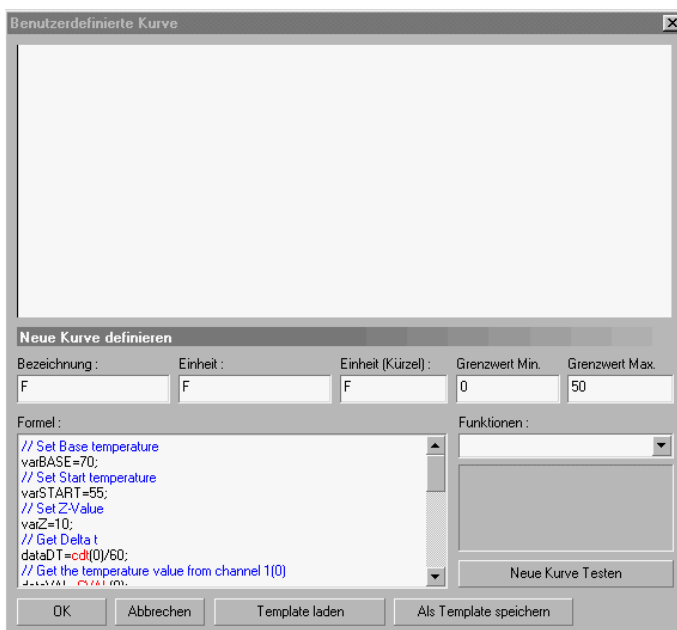 Benutzerdefinierte Kurve
Neue Kurve definieren
Bezeichnung : Einheit : Einheit (Kürzel) : Grenzwert Min. Grenzwert Max.
F F F 0 50
Formel : Funktionen :
// Set Base temperature
varBASE=70;
// Set Start temperature
varSTART=55;
// Set Z-Value
varZ=10;
// Get Delta t
dataDT=cdt(0)/60;
// Get the temperature value from channel 1(0)
Neue Kurve Testen
OK Abbrechen Template laden Als Template speichern